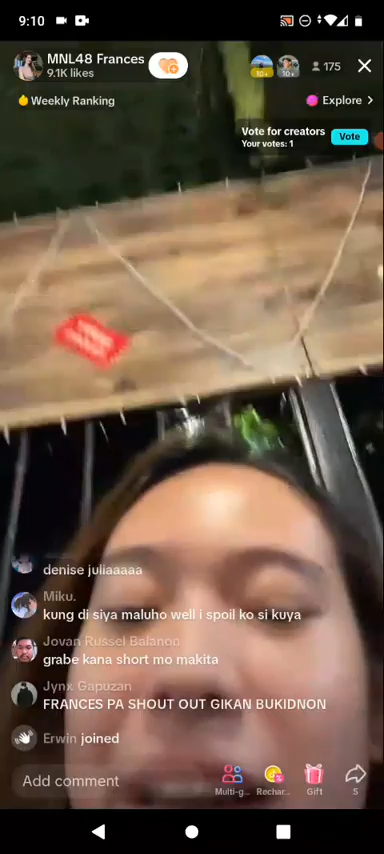 9:10
MNL48 Frances
9.1K likes
10+
10+
175
Weekly Ranking
Explore
Vote for creators
Your votes: 1
Vote
denise juliaaaaa
Miku.
kung di siya maluho well i spoil ko si kuya
Jovan Russel Balanon
grabe kana short mo makita
Jynx Gapuzan
FRANCES PA SHOUT OUT GIKAN BUKIDNON
Erwin joined
Add comment
Multi-g...
Rechar...
Gift
5